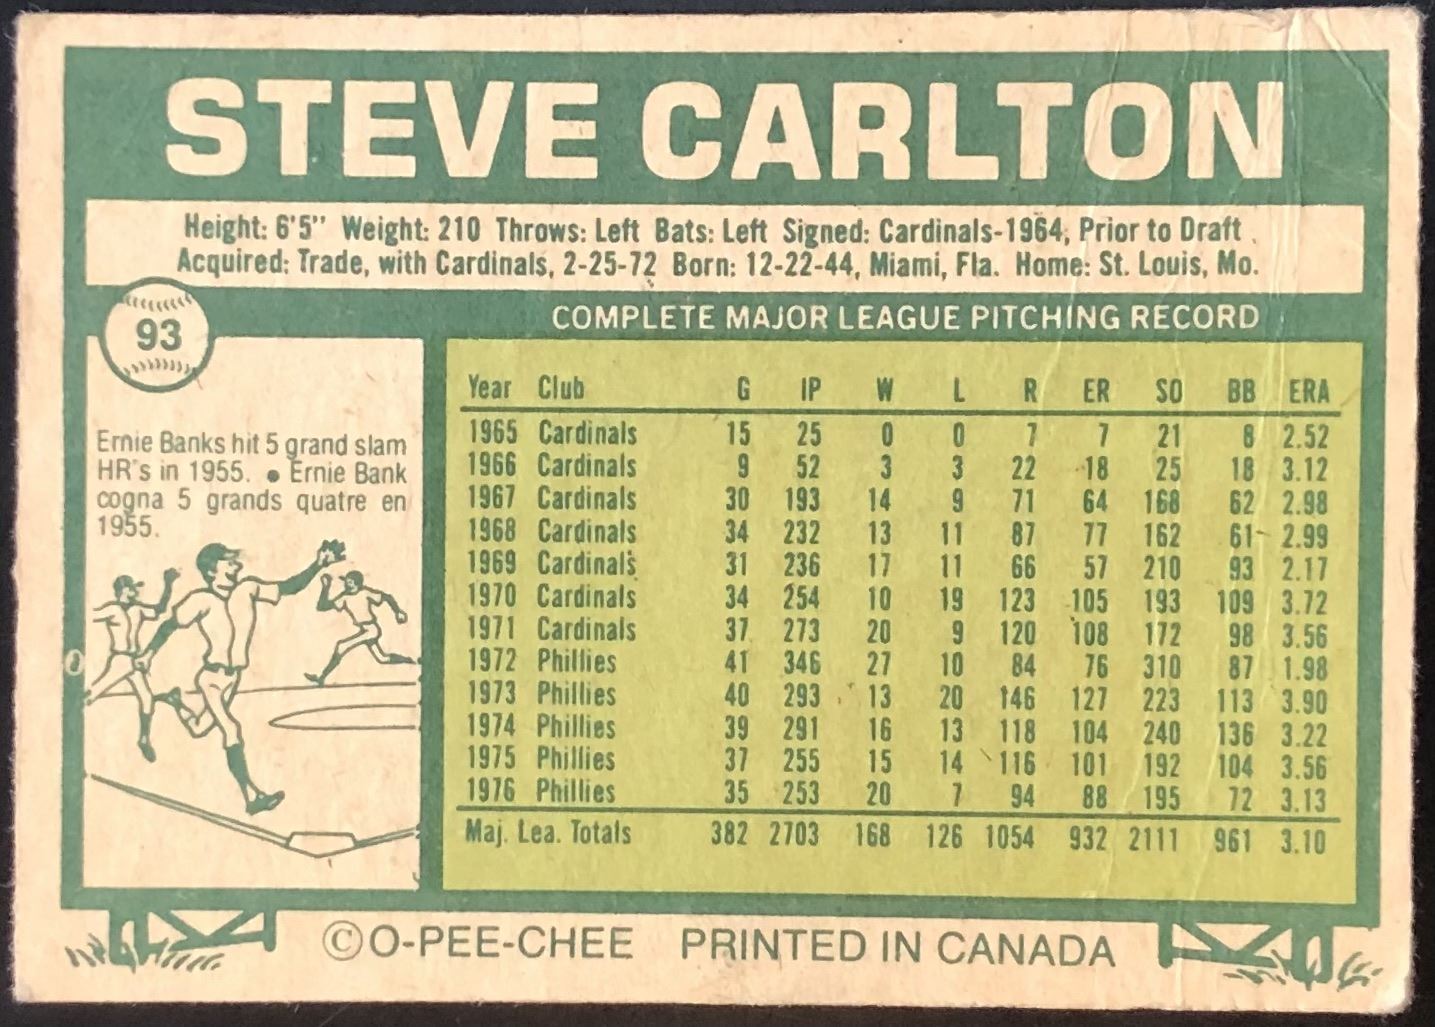 STEVE CARLTON
Height: 6'5" Weight: 210 Throws: Left Bats: Left Signed: Cardinals-1964, Prior to Draft
Acquired: Trade, with Cardinals, 2-25-72 Born: 12-22-44, Miami, Fla. Home: St. Louis, Mo.
93
COMPLETE MAJOR LEAGUE PITCHING RECORD
Ernie Banks hit 5 grand slam
HR's in 1955. • Ernie Bank
cogna 5 grands quatre en
1955.
Year Club G IP W L R ER SO BB ERA
1965 Cardinals 15 25 0 0 7 7 21 8 2.52
1966 Cardinals 9 52 3 3 22 18 25 18 3.12
1967 Cardinals 30 193 14 9 71 64 168 62 2.98
1968 Cardinals 34 232 13 11 87 77 162 61 2.99
1969 Cardinals 31 236 17 11 66 57 210 93 2.17
1970 Cardinals 34 254 10 19 123 105 193 109 3.72
1971 Cardinals 37 273 20 9 120 108 172 98 3.56
1972 Phillies 41 346 27 10 84 76 310 87 1.98
1973 Phillies 40 293 13 20 146 127 223 113 3.90
1974 Phillies 39 291 16 13 118 104 240 136 3.22
1975 Phillies 37 255 15 14 116 101 192 104 3.56
1976 Phillies 35 253 20 7 94 88 195 72 3.13
Maj. Lea. Totals 382 2703 168 126 1054 932 2111 961 3.10
©O-PEE-CHEE PRINTED IN CANADA